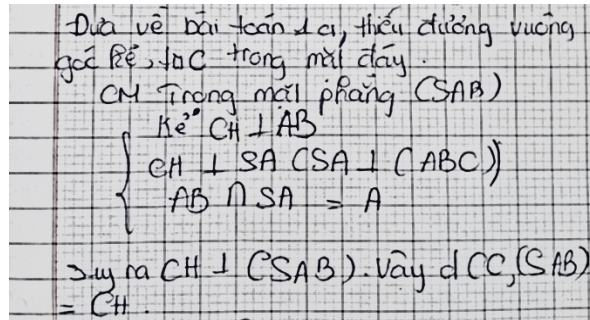 Đưa về bài toán 1a, thiếu đường vuông
góc kẻ, từ C trong mặt đáy.
CM Trong mặt phẳng (SAB)
Kẻ CH ⊥ AB
CH ⊥ SA (SA ⊥ (ABC))
AB ∩ SA = A
Suy ra CH ⊥ (SAB). Vậy d(C,(SAB)
= CH.